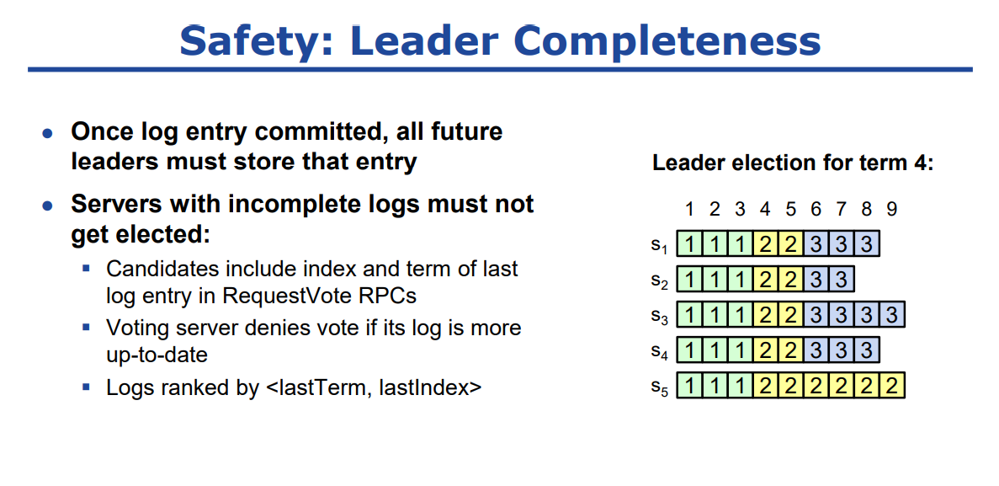 Safety: Leader Completeness
● Once log entry committed, all future
leaders must store that entry
● Servers with incomplete logs must not
get elected:
▪ Candidates include index and term of last
log entry in RequestVote RPCs
▪ Voting server denies vote if its log is more
up-to-date
▪ Logs ranked by <lastTerm, lastIndex>
Leader election for term 4:
1 2 3 4 5 6 7 8 9
s1 1 1 1 2 2 3 3 3
s2 1 1 1 2 2 3 3
s3 1 1 1 2 2 3 3 3 3
s4 1 1 1 2 2 3 3 3
s5 1 1 1 2 2 2 2 2 2